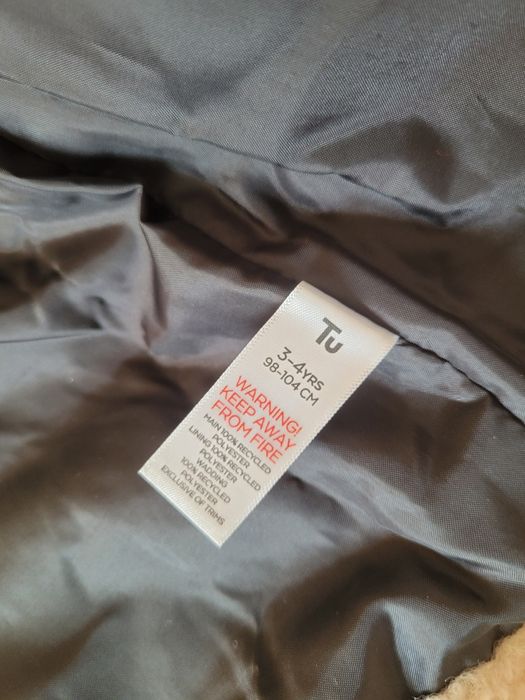 Tu
3-4YRS
98-104 CM
WARNING!
KEEP AWAY
FROM FIRE
MAIN 100% RECYCLED
POLYESTER
LINING 100% RECYCLED
POLYESTER
WADDING
100% RECYCLED
POLYESTER
EXCLUSIVE OF TRIMS